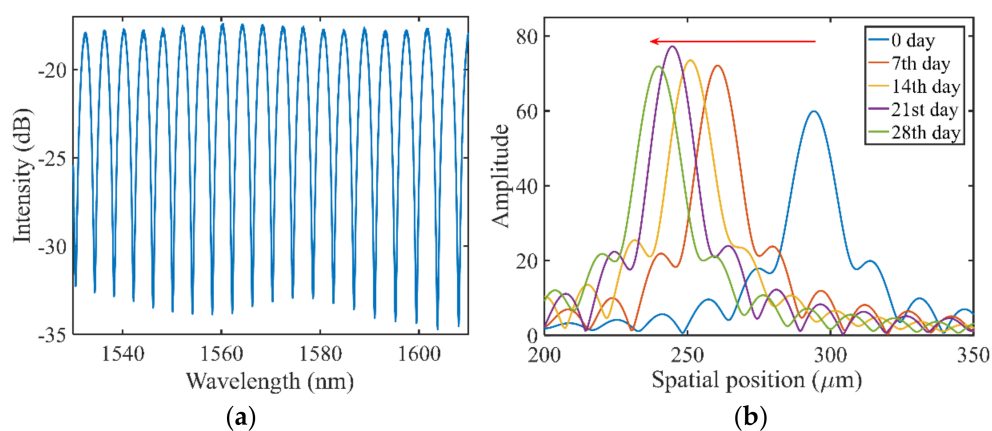 -20
-25
-30
-35
1540
1560
1580
1600
Intensity (dB)
Wavelength (nm)
(a)
80
60
40
20
0
200
250
300
350
Amplitude
Spatial position (μm)
0 day
7th day
14th day
21st day
28th day
(b)